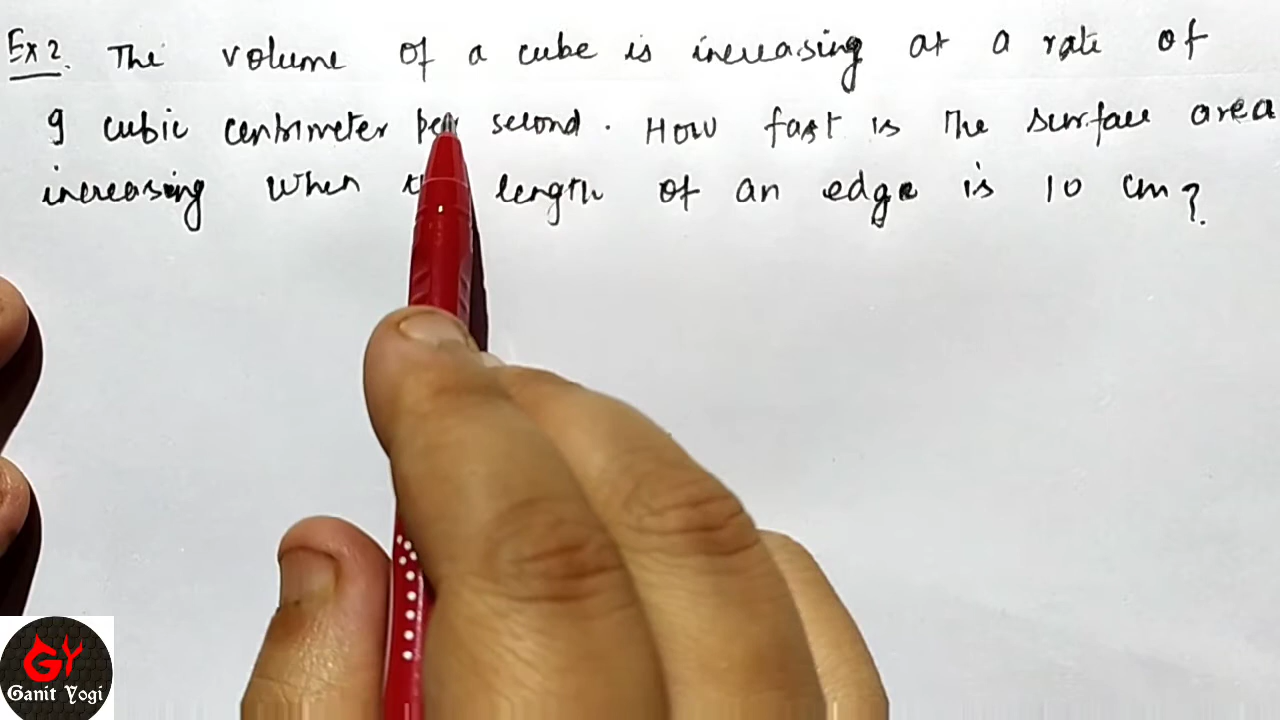 Ex 2. The volume of a cube is increasing at a rate of
9 cubic centimeter per second. How fast is the surface area
increasing when length of an edge is 10 cm?
GY
Ganit Yogi